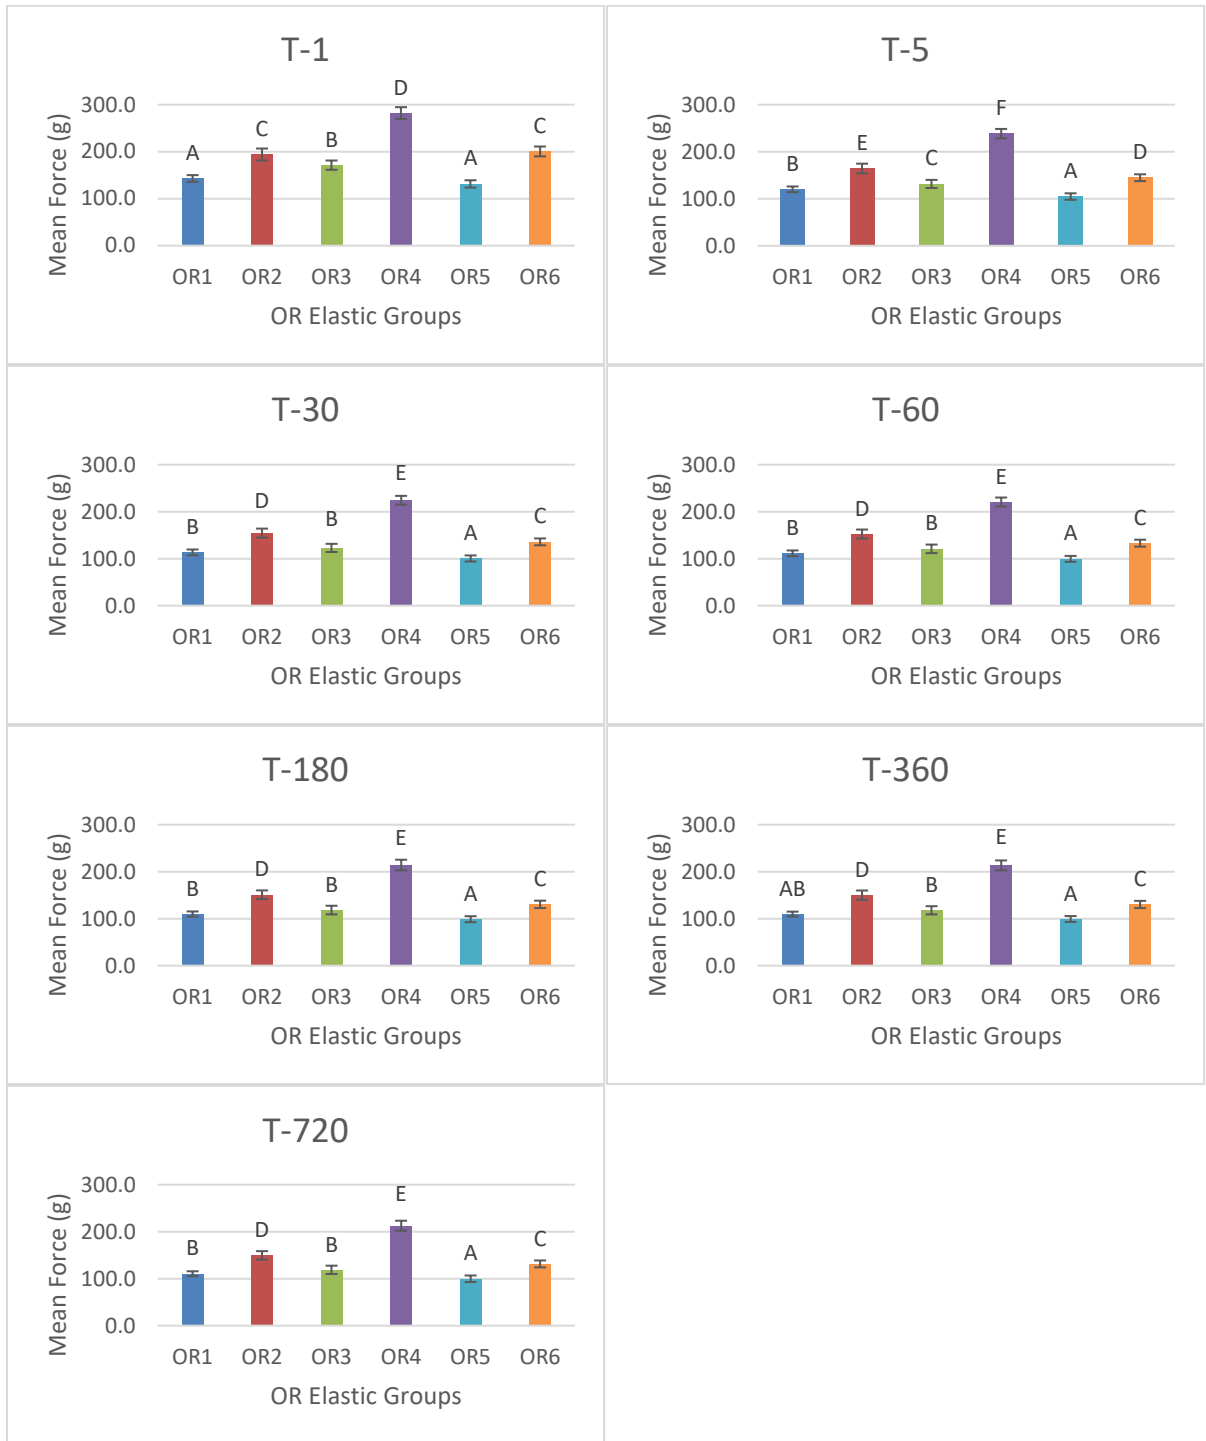 T-1
Mean Force (g)
300.0
200.0
100.0
0.0
A
C
B
D
A
C
OR1 OR2 OR3 OR4 OR5 OR6
OR Elastic Groups
T-5
Mean Force (g)
300.0
200.0
100.0
0.0
B
E
C
F
A
D
OR1 OR2 OR3 OR4 OR5 OR6
OR Elastic Groups
T-30
Mean Force (g)
300.0
200.0
100.0
0.0
B
D
B
E
A
C
OR1 OR2 OR3 OR4 OR5 OR6
OR Elastic Groups
T-60
Mean Force (g)
300.0
200.0
100.0
0.0
B
D
B
E
A
C
OR1 OR2 OR3 OR4 OR5 OR6
OR Elastic Groups
T-180
Mean Force (g)
300.0
200.0
100.0
0.0
B
D
B
E
A
C
OR1 OR2 OR3 OR4 OR5 OR6
OR Elastic Groups
T-360
Mean Force (g)
300.0
200.0
100.0
0.0
AB
D
B
E
A
C
OR1 OR2 OR3 OR4 OR5 OR6
OR Elastic Groups
T-720
Mean Force (g)
300.0
200.0
100.0
0.0
B
D
B
E
A
C
OR1 OR2 OR3 OR4 OR5 OR6
OR Elastic Groups